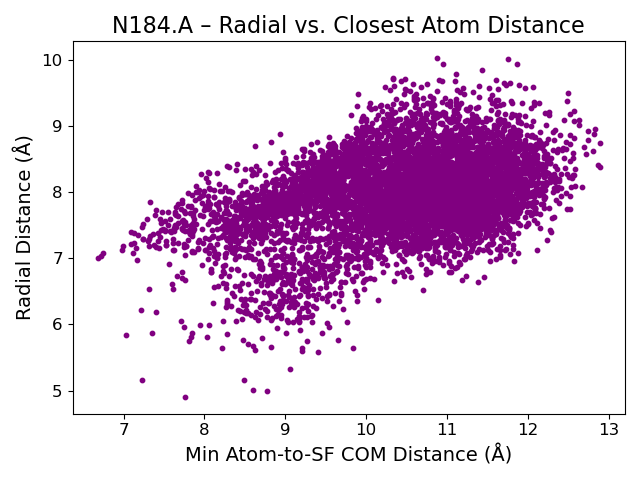 N184.A – Radial vs. Closest Atom Distance
Radial Distance (Å)
10
9
8
7
6
5
7 8 9 10 11 12 13
Min Atom-to-SF COM Distance (Å)